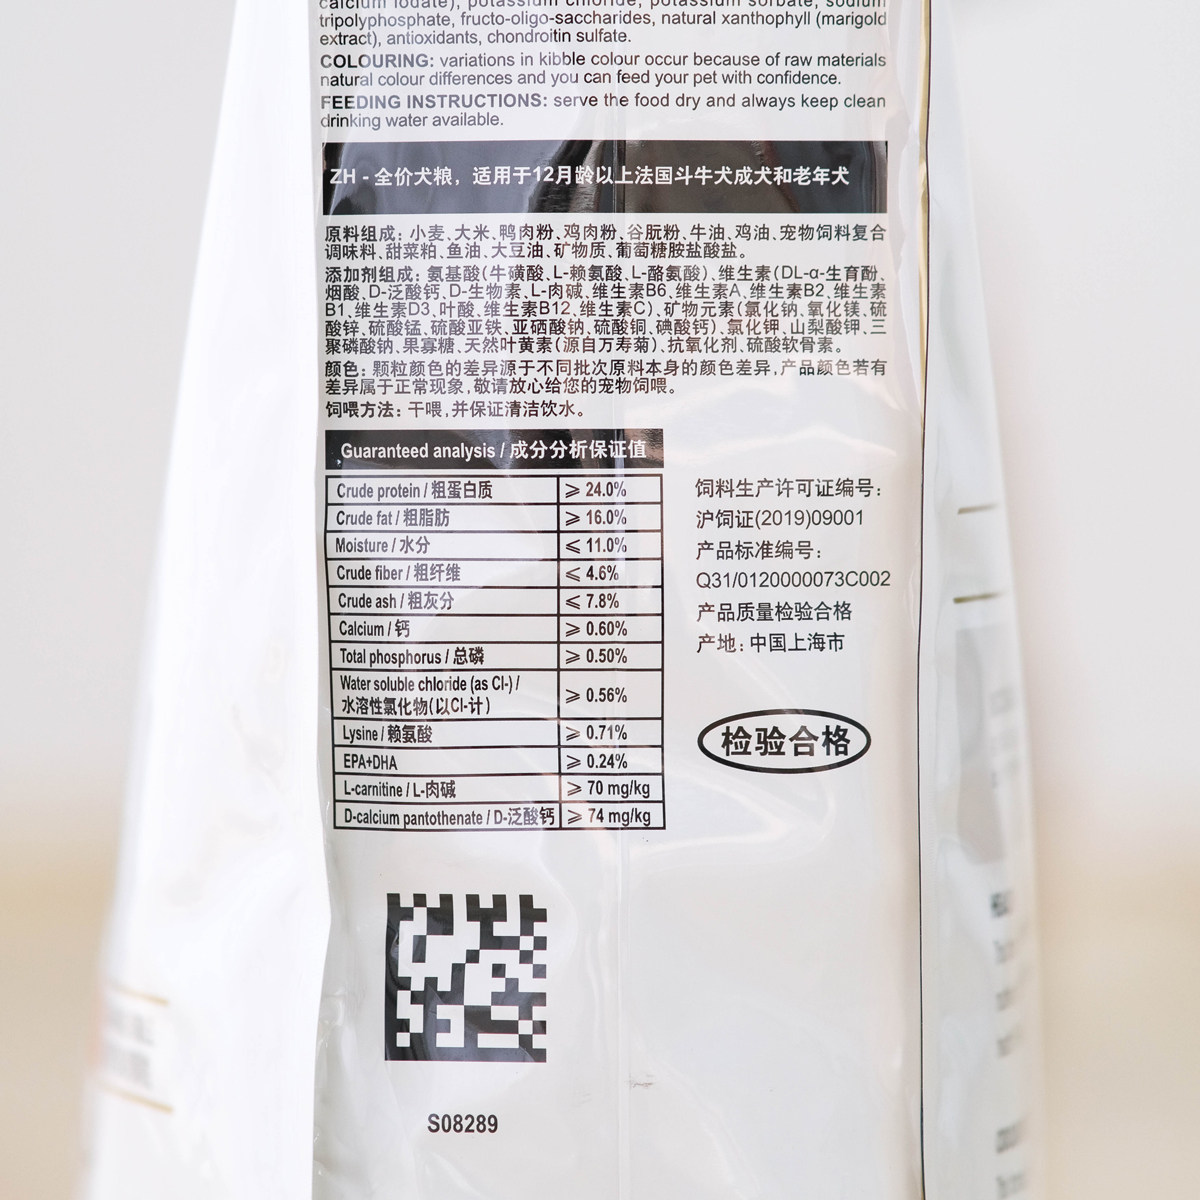 calcium iodate), potassium chloride, potassium sorbate, sodium
tripolyphosphate, fructo-oligo-saccharides, natural xanthophyll (marigold
extract), antioxidants, chondroitin sulfate.
COLOURING: variations in kibble colour occur because of raw materials
natural colour differences and you can feed your pet with confidence.
FEEDING INSTRUCTIONS: serve the food dry and always keep clean
drinking water available.
ZH - 全价犬粮，适用于12月龄以上法国斗牛犬成犬和老年犬
原料组成：小麦、大米、鸭肉粉、鸡肉粉、谷朊粉、牛油、鸡油、宠物饲料复合
调味料、甜菜粕、鱼油、大豆油、矿物质、葡萄糖胺盐酸盐。
添加剂组成：氨基酸（牛磺酸、L-赖氨酸、L-酪氨酸）、维生素（DL-α-生育酚、
烟酸、D-泛酸钙、D-生物素、L-肉碱、维生素B6、维生素A、维生素B2、维生素
B1、维生素D3、叶酸、维生素B12、维生素C）、矿物元素（氯化钠、氧化镁、硫
酸锌、硫酸锰、硫酸亚铁、亚硒酸钠、硫酸铜、碘酸钙）、氯化钾、山梨酸钾、三
聚磷酸钠、果寡糖、天然叶黄素（源自万寿菊）、抗氧化剂、硫酸软骨素。
颜色：颗粒颜色的差异源于不同批次原料本身的颜色差异，产品颜色若有
差异属于正常现象，敬请放心给您的宠物饲喂。
饲喂方法：干喂，并保证清洁饮水。
Guaranteed analysis / 成分分析保证值
Crude protein / 粗蛋白质 ⩾ 24.0%
Crude fat / 粗脂肪 ⩾ 16.0%
Moisture / 水分 ⩽ 11.0%
Crude fiber / 粗纤维 ⩽ 4.6%
Crude ash / 粗灰分 ⩽ 7.8%
Calcium / 钙 ⩾ 0.60%
Total phosphorus / 总磷 ⩾ 0.50%
Water soluble chloride (as Cl-) /
水溶性氯化物（以Cl-计） ⩾ 0.56%
Lysine / 赖氨酸 ⩾ 0.71%
EPA+DHA ⩾ 0.24%
L-carnitine / L-肉碱 ⩾ 70 mg/kg
D-calcium pantothenate / D-泛酸钙 ⩾ 74 mg/kg
饲料生产许可证编号：
沪饲证(2019)09001
产品标准编号：
Q31/0120000073C002
产品质量检验合格
产地：中国上海市
检验合格
S08289